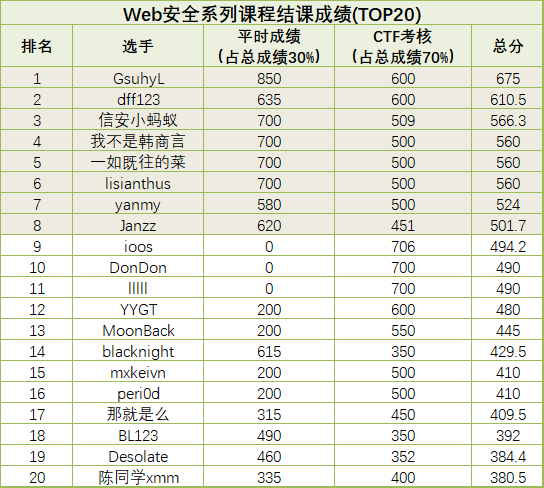 Web安全系列课程结课成绩(TOP20)
排名 选手 平时成绩 (占总成绩30%) CTF考核 (占总成绩70%) 总分
1 GsuhyL 850 600 675
2 dff123 635 600 610.5
3 信安小蚂蚁 700 509 566.3
4 我不是韩商言 700 500 560
5 一如既往的菜 700 500 560
6 lisianthus 700 500 560
7 yanmy 580 500 524
8 Janzz 620 451 501.7
9 ioos 0 706 494.2
10 DonDon 0 700 490
11 lllll 0 700 490
12 YYGT 200 600 480
13 MoonBack 200 550 445
14 blacknight 615 350 429.5
15 mxkeivn 200 500 410
16 peri0d 200 500 410
17 那就是么 315 450 409.5
18 BL123 490 350 392
19 Desolate 460 352 384.4
20 陈同学xmm 335 400 380.5